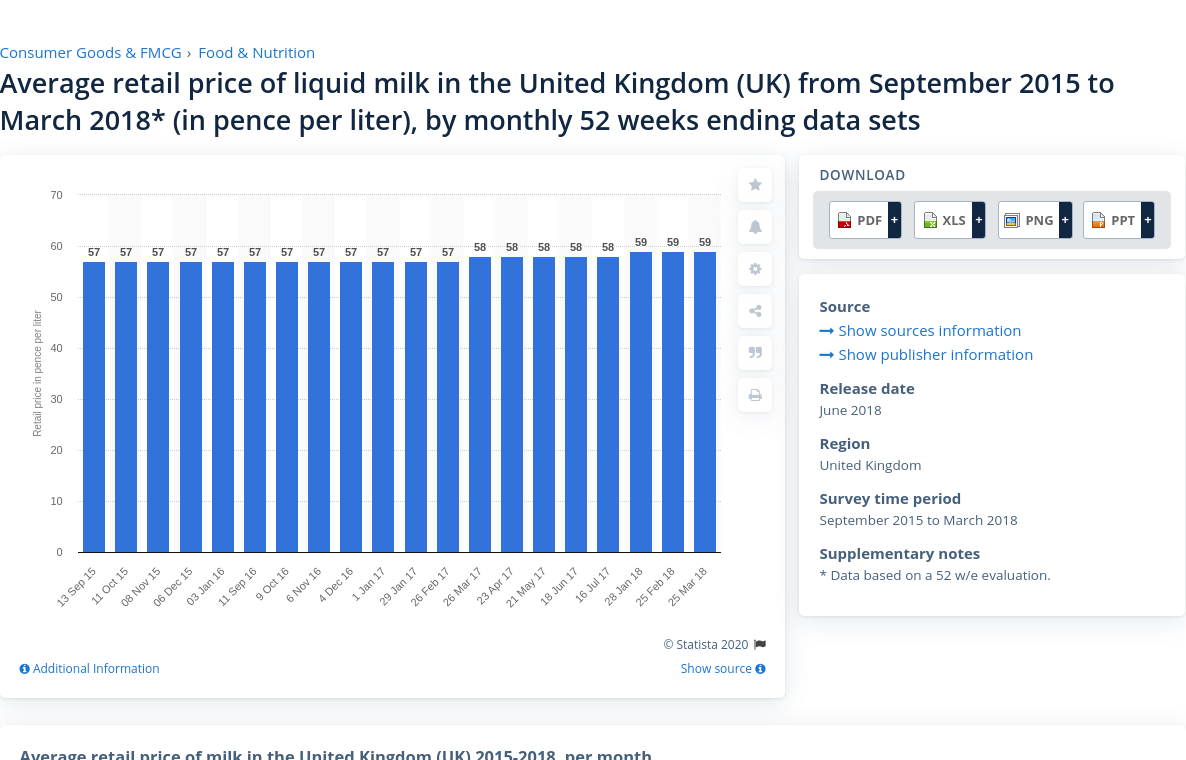 Consumer Goods & FMCG › Food & Nutrition
Average retail price of liquid milk in the United Kingdom (UK) from September 2015 to
March 2018* (in pence per liter), by monthly 52 weeks ending data sets
70
60
50
40
30
20
10
0
Retail price in pence per liter
57 57 57 57 57 57 57 57 57 57 57 57 58 58 58 58 58 59 59 59
13 Sep 15
11 Oct 15
08 Nov 15
06 Dec 15
03 Jan 16
11 Sep 16
9 Oct 16
6 Nov 16
4 Dec 16
1 Jan 17
29 Jan 17
26 Feb 17
26 Mar 17
23 Apr 17
21 May 17
18 Jun 17
16 Jul 17
28 Jan 18
25 Feb 18
25 Mar 18
© Statista 2020
Additional Information
Show source
DOWNLOAD
PDF + XLS + PNG + PPT +
Source
Show sources information
Show publisher information
Release date
June 2018
Region
United Kingdom
Survey time period
September 2015 to March 2018
Supplementary notes
* Data based on a 52 w/e evaluation.
Average retail price of milk in the United Kingdom (UK) 2015-2018, per month